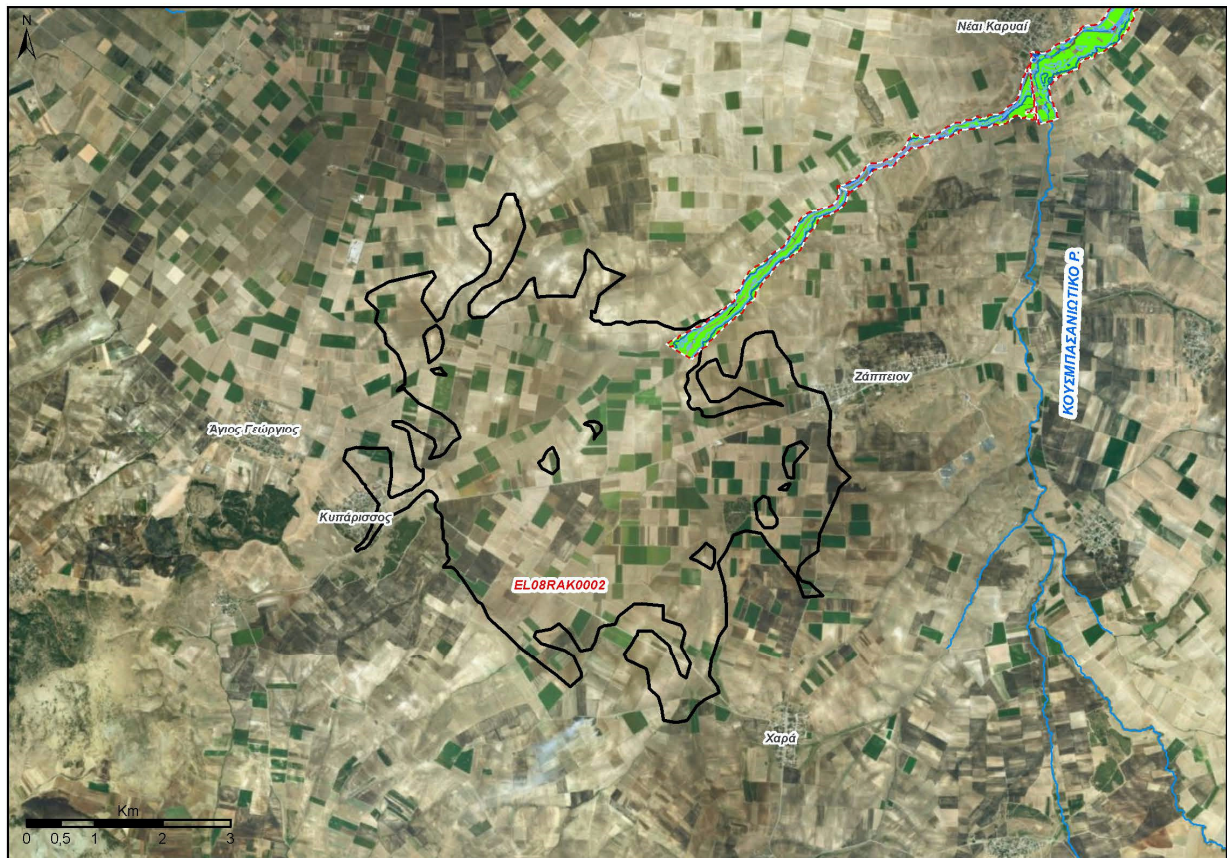 N
Νέαι Καρυαί
ΚΟΥΣΜΠΑΣΑΝΙΩΤΙΚΟ Ρ.
Ζάππειον
Άγιος Γεώργιος
Κυπάρισσος
EL08RAK0002
Χαρά
Km
0 0,5 1 2 3